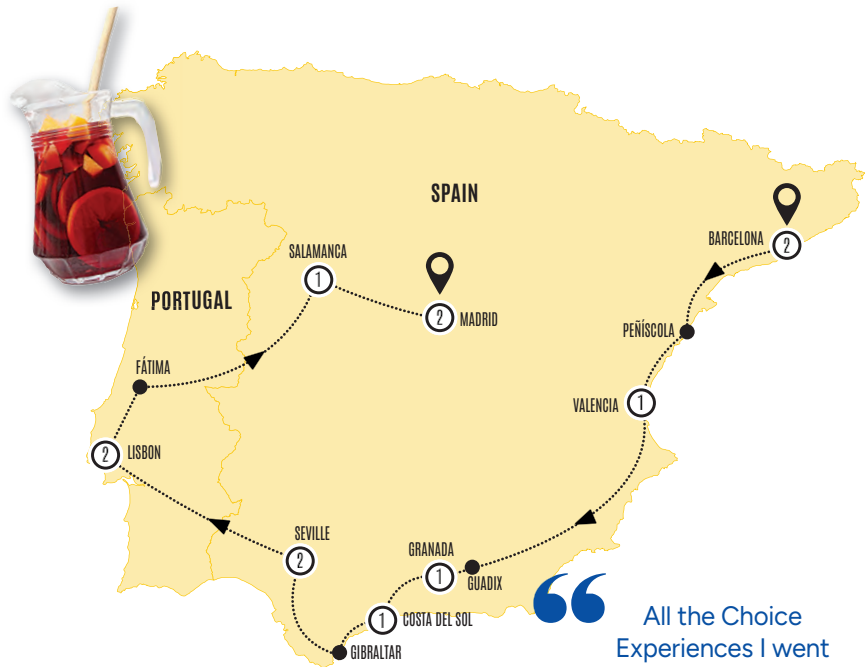 SPAIN
BARCELONA
2
SALAMANCA
1
PORTUGAL
2
MADRID
PEÑÍSCOLA
FÁTIMA
VALENCIA
1
2
LISBON
SEVILLE
2
GRANADA
1
GUADIX
1
COSTA DEL SOL
GIBRALTAR
“
All the Choice
Experiences I went